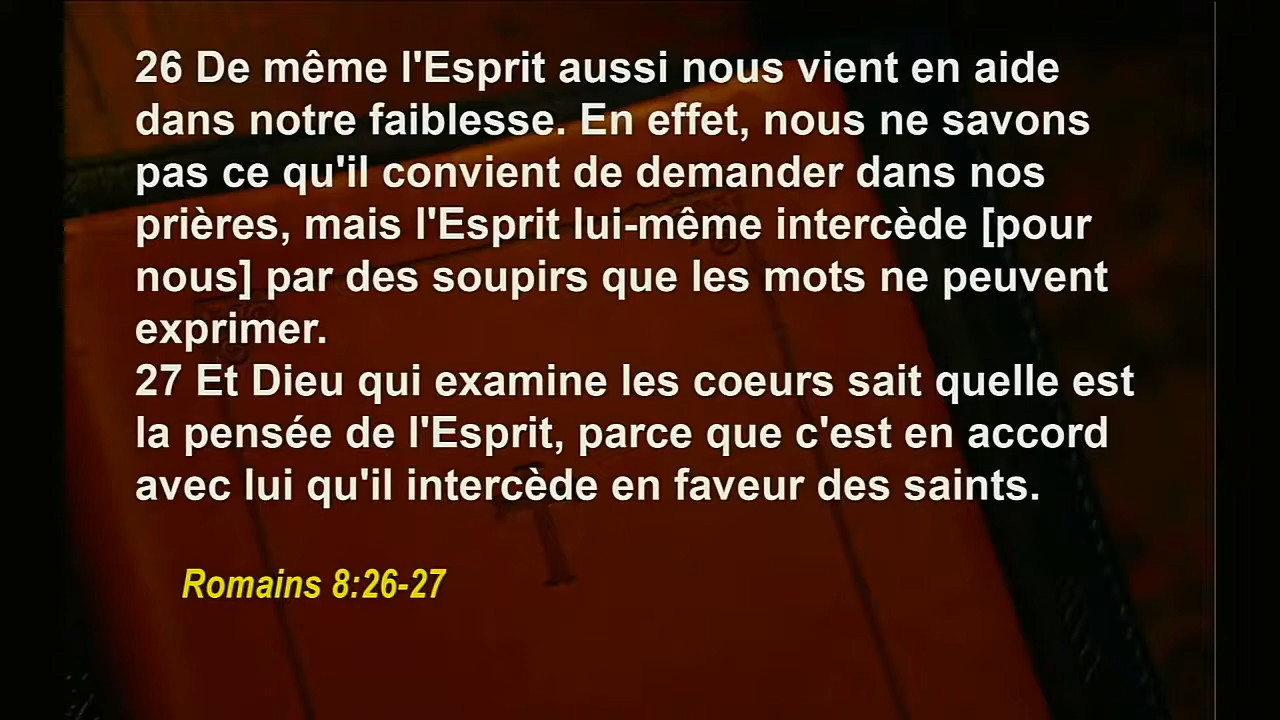 26 De même l'Esprit aussi nous vient en aide
dans notre faiblesse. En effet, nous ne savons
pas ce qu'il convient de demander dans nos
prières, mais l'Esprit lui-même intercède [pour
nous] par des soupirs que les mots ne peuvent
exprimer.
27 Et Dieu qui examine les coeurs sait quelle est
la pensée de l'Esprit, parce que c'est en accord
avec lui qu'il intercède en faveur des saints.
Romains 8:26-27